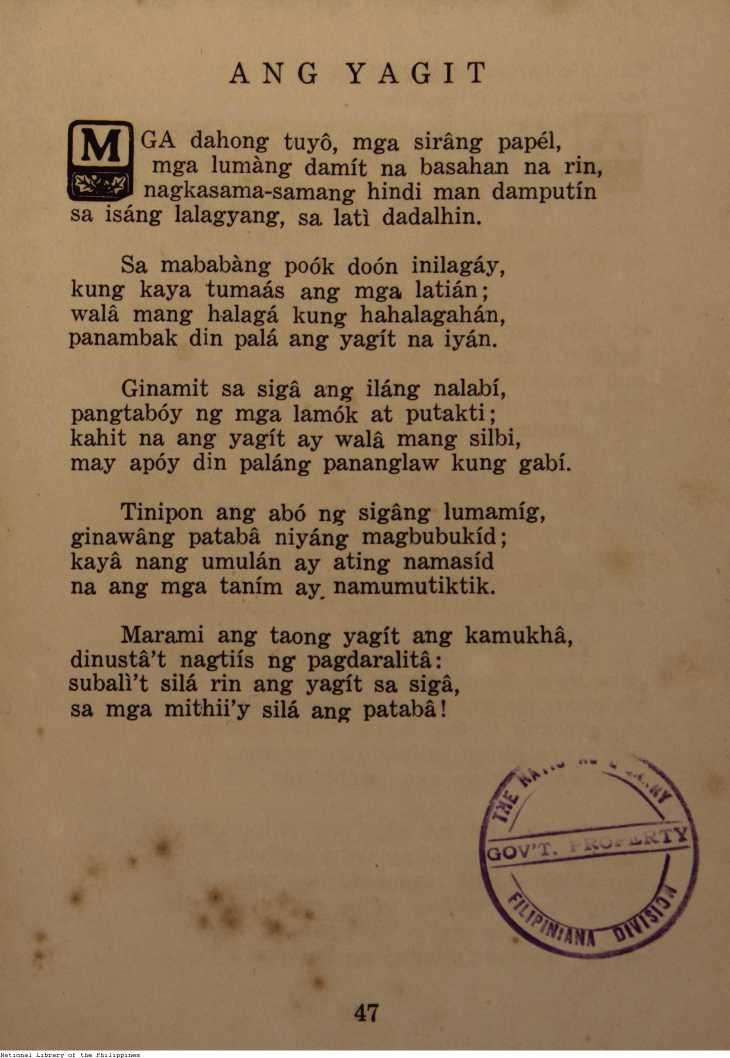 ANG YAGIT
MGA dahong tuyô, mga sirâng papél,
mga lumàng damít na basahan na rin,
nagkasama-samang hindi man damputín
sa isáng lalagyang, sa latì dadalhin.
Sa mababàng poók doón inilagáy,
kung kaya tumaás ang mga latián;
walâ mang halagá kung hahalagahán,
panambak din palá ang yagít na iyán.
Ginamit sa sigâ ang iláng nalabí,
pangtabóy ng mga lamók at putakti;
kahit na ang yagít ay walâ mang silbi,
may apóy din paláng pananglaw kung gabí.
Tinipon ang abó ng sigâng lumamíg,
ginawâng patabâ niyáng magbubukíd;
kayâ nang umulán ay ating namasíd
na ang mga taním ay namumutiktik.
Marami ang taong yagít ang kamukhâ,
dinustâ't nagtiís ng pagdaralitâ:
subalì't silá rin ang yagít sa sigâ,
sa mga mithii'y silá ang patabâ!
THE
GOV'T. PROPERTY
FILIPINIANA DIVISION
47
National Library of the Philippines